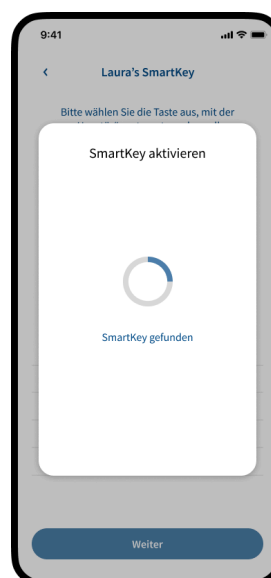 9:41
Laura's SmartKey
Bitte wählen Sie die Taste aus, mit der
SmartKey aktivieren
SmartKey gefunden
Weiter